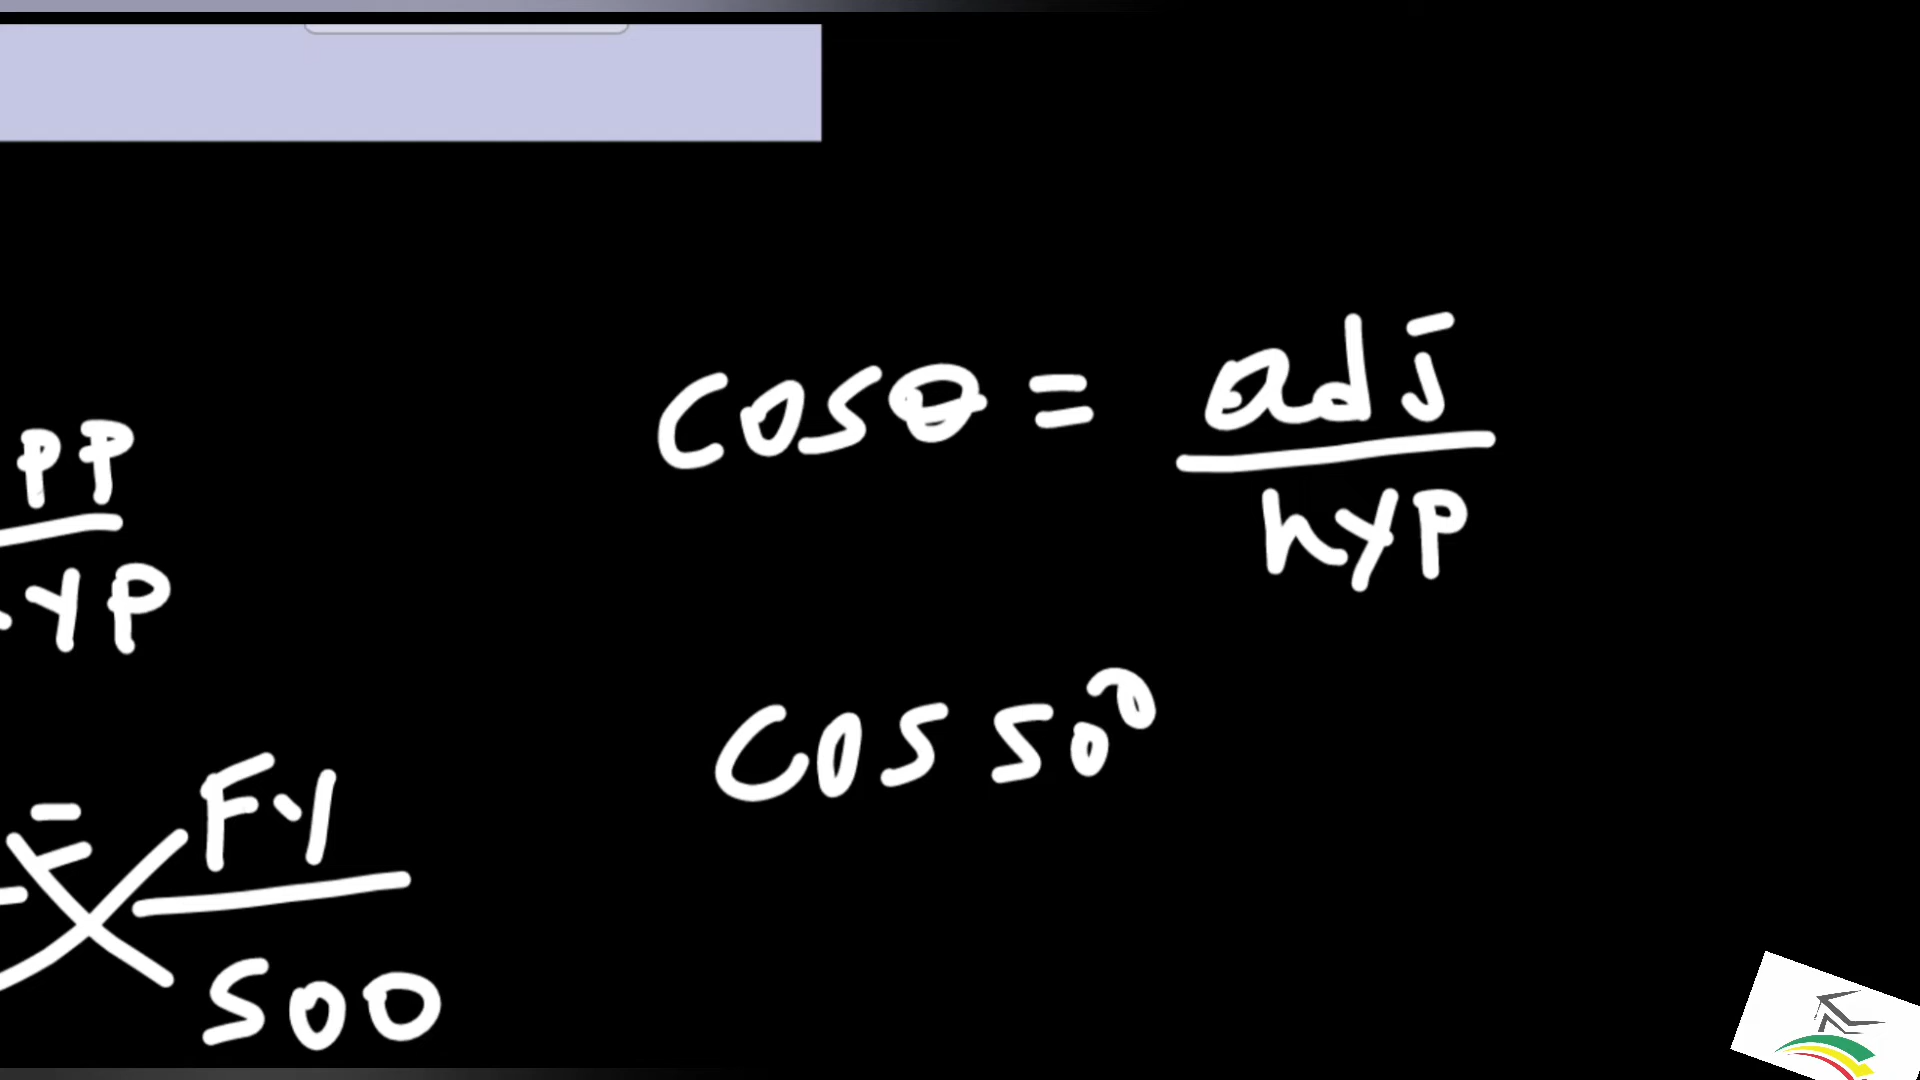 cosθ = adj
hyp
pp
yp
cos 50°
= Fy
500